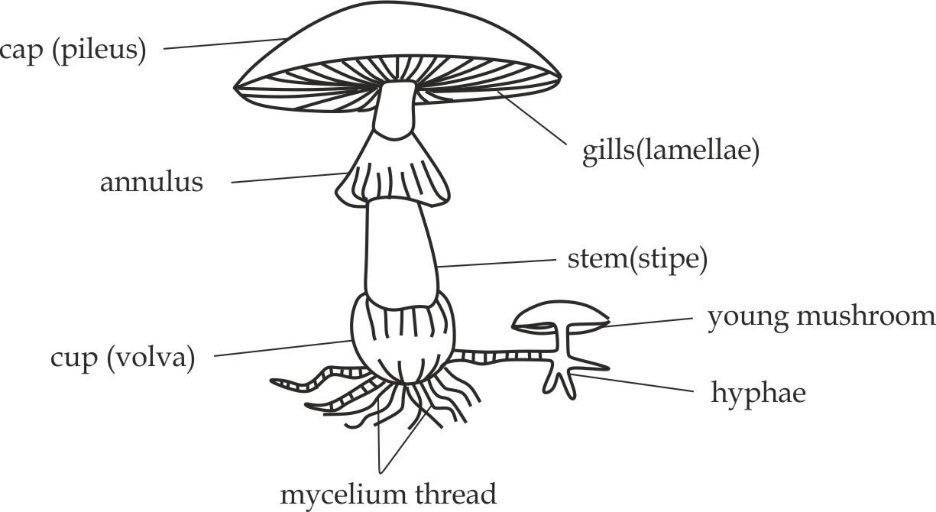 cap (pileus)
gills(lamellae)
annulus
stem(stipe)
young mushroom
cup (volva)
hyphae
mycelium thread